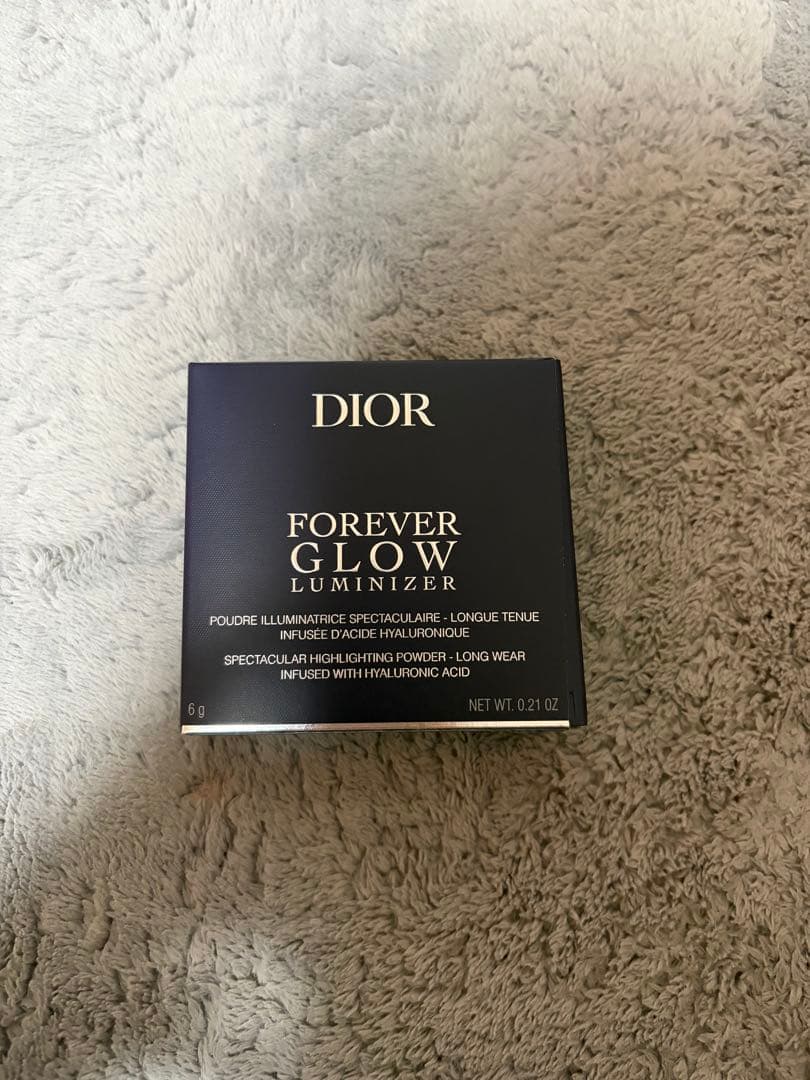 DIOR
FOREVER
GLOW
LUMINIZER
POUDRE ILLUMINATRICE SPECTACULAIRE - LONGUE TENUE
INFUSÉE D'ACIDE HYALURONIQUE
SPECTACULAR HIGHLIGHTING POWDER - LONG WEAR
INFUSED WITH HYALURONIC ACID
6 g NET WT. 0.21 OZ